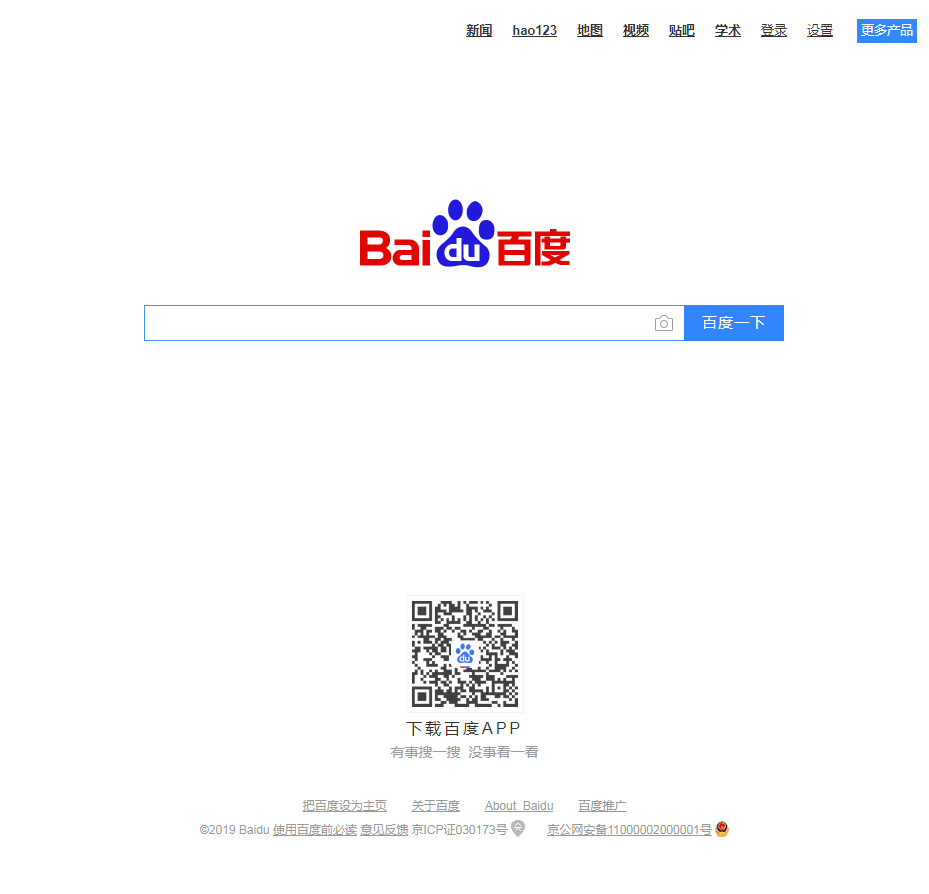 新闻 hao123 地图 视频 贴吧 学术 登录 设置 更多产品
Bai du 百度
百度一下
du
下载百度APP
有事搜一搜 没事看一看
把百度设为主页 关于百度 About Baidu 百度推广
©2019 Baidu 使用百度前必读 意见反馈 京ICP证030173号 京公网安备11000002000001号